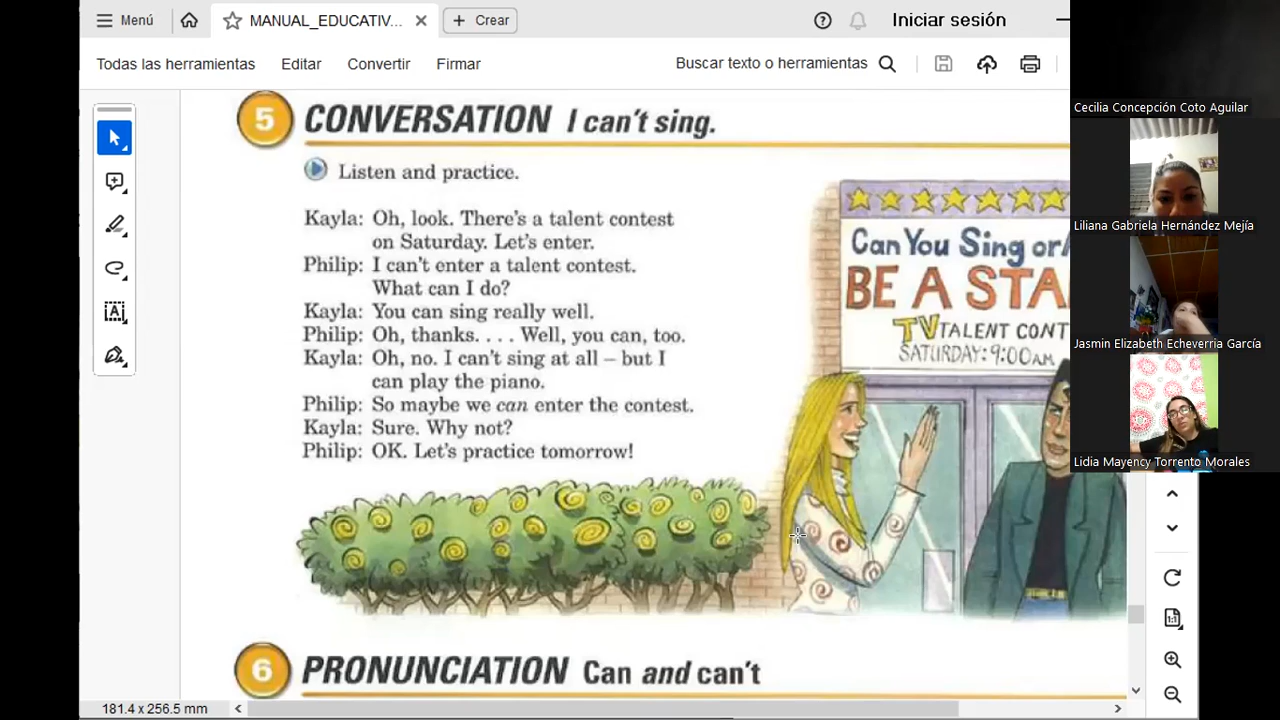 Menú
MANUAL_EDUCATIV...
Crear
Iniciar sesión
Todas las herramientas
Editar
Convertir
Firmar
Buscar texto o herramientas
5 CONVERSATION I can't sing.
Listen and practice.
Kayla: Oh, look. There's a talent contest
on Saturday. Let's enter.
Philip: I can't enter a talent contest.
What can I do?
Kayla: You can sing really well.
Philip: Oh, thanks. . . . Well, you can, too.
Kayla: Oh, no. I can't sing at all – but I
can play the piano.
Philip: So maybe we can enter the contest.
Kayla: Sure. Why not?
Philip: OK. Let's practice tomorrow!
Can You Sing or
BE A STA
TV TALENT CONT
SATURDAY: 9:00 AM
6 PRONUNCIATION Can and can't
181.4 x 256.5 mm
1:1
Cecilia Concepción Coto Aguilar
Liliana Gabriela Hernández Mejía
Jasmin Elizabeth Echeverria García
Lidia Mayency Torrento Morales